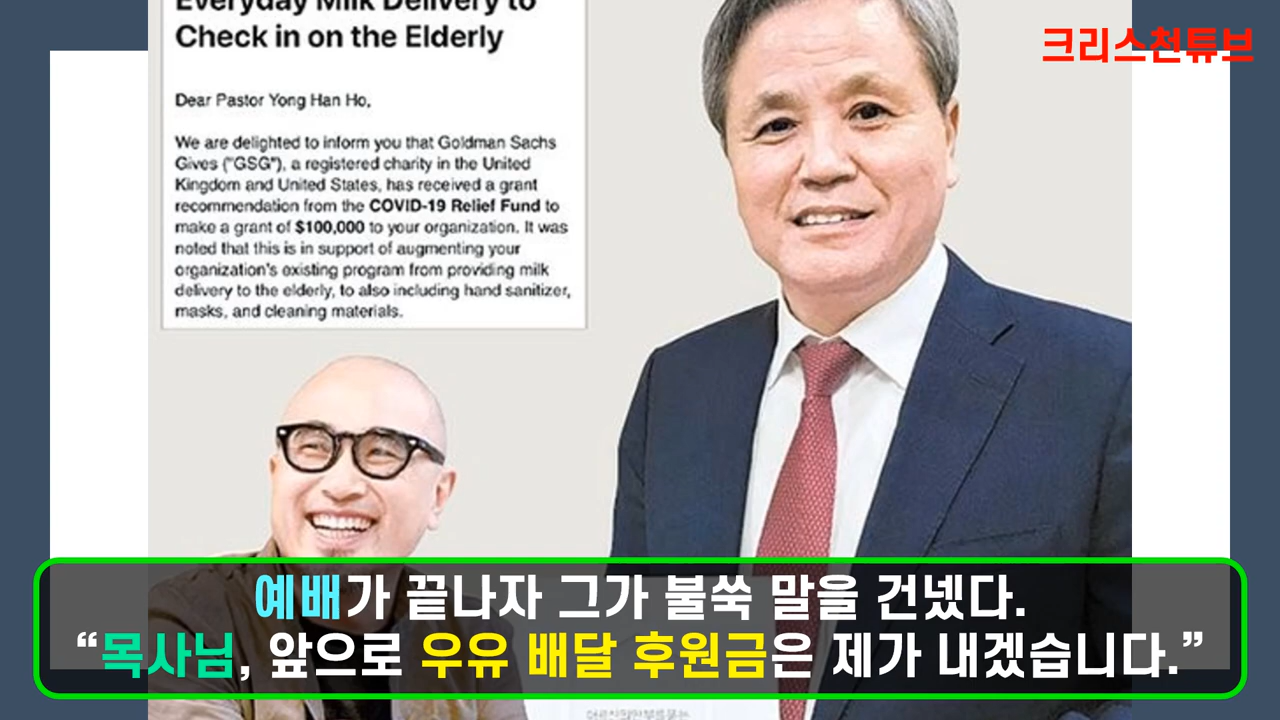 Everyday Milk Delivery to
Check in on the Elderly
크리스천튜브
Dear Pastor Yong Han Ho,
We are delighted to inform you that Goldman Sachs
Gives ("GSG"), a registered charity in the United
Kingdom and United States, has received a grant
recommendation from the COVID-19 Relief Fund to
make a grant of $100,000 to your organization. It was
noted that this is in support of augmenting your
organization's existing program from providing milk
delivery to the elderly, to also including hand sanitizer,
masks, and cleaning materials.
예배가 끝나자 그가 불쑥 말을 건넸다.
“목사님, 앞으로 우유 배달 후원금은 제가 내겠습니다.”